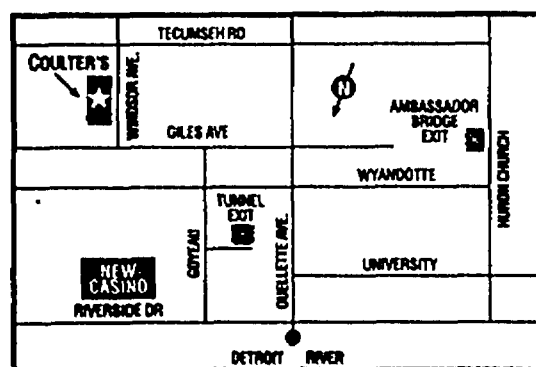 TECUMSEH RD
COULTER'S
WINDSOR AVE.
N
AMBASSADOR
BRIDGE
EXIT
GILES AVE
HURON CHURCH
WYANDOTTE
TUNNEL
EXIT
GOYEAU
OUELLETTE AVE.
UNIVERSITY
NEW
CASINO
RIVERSIDE DR
DETROIT RIVER